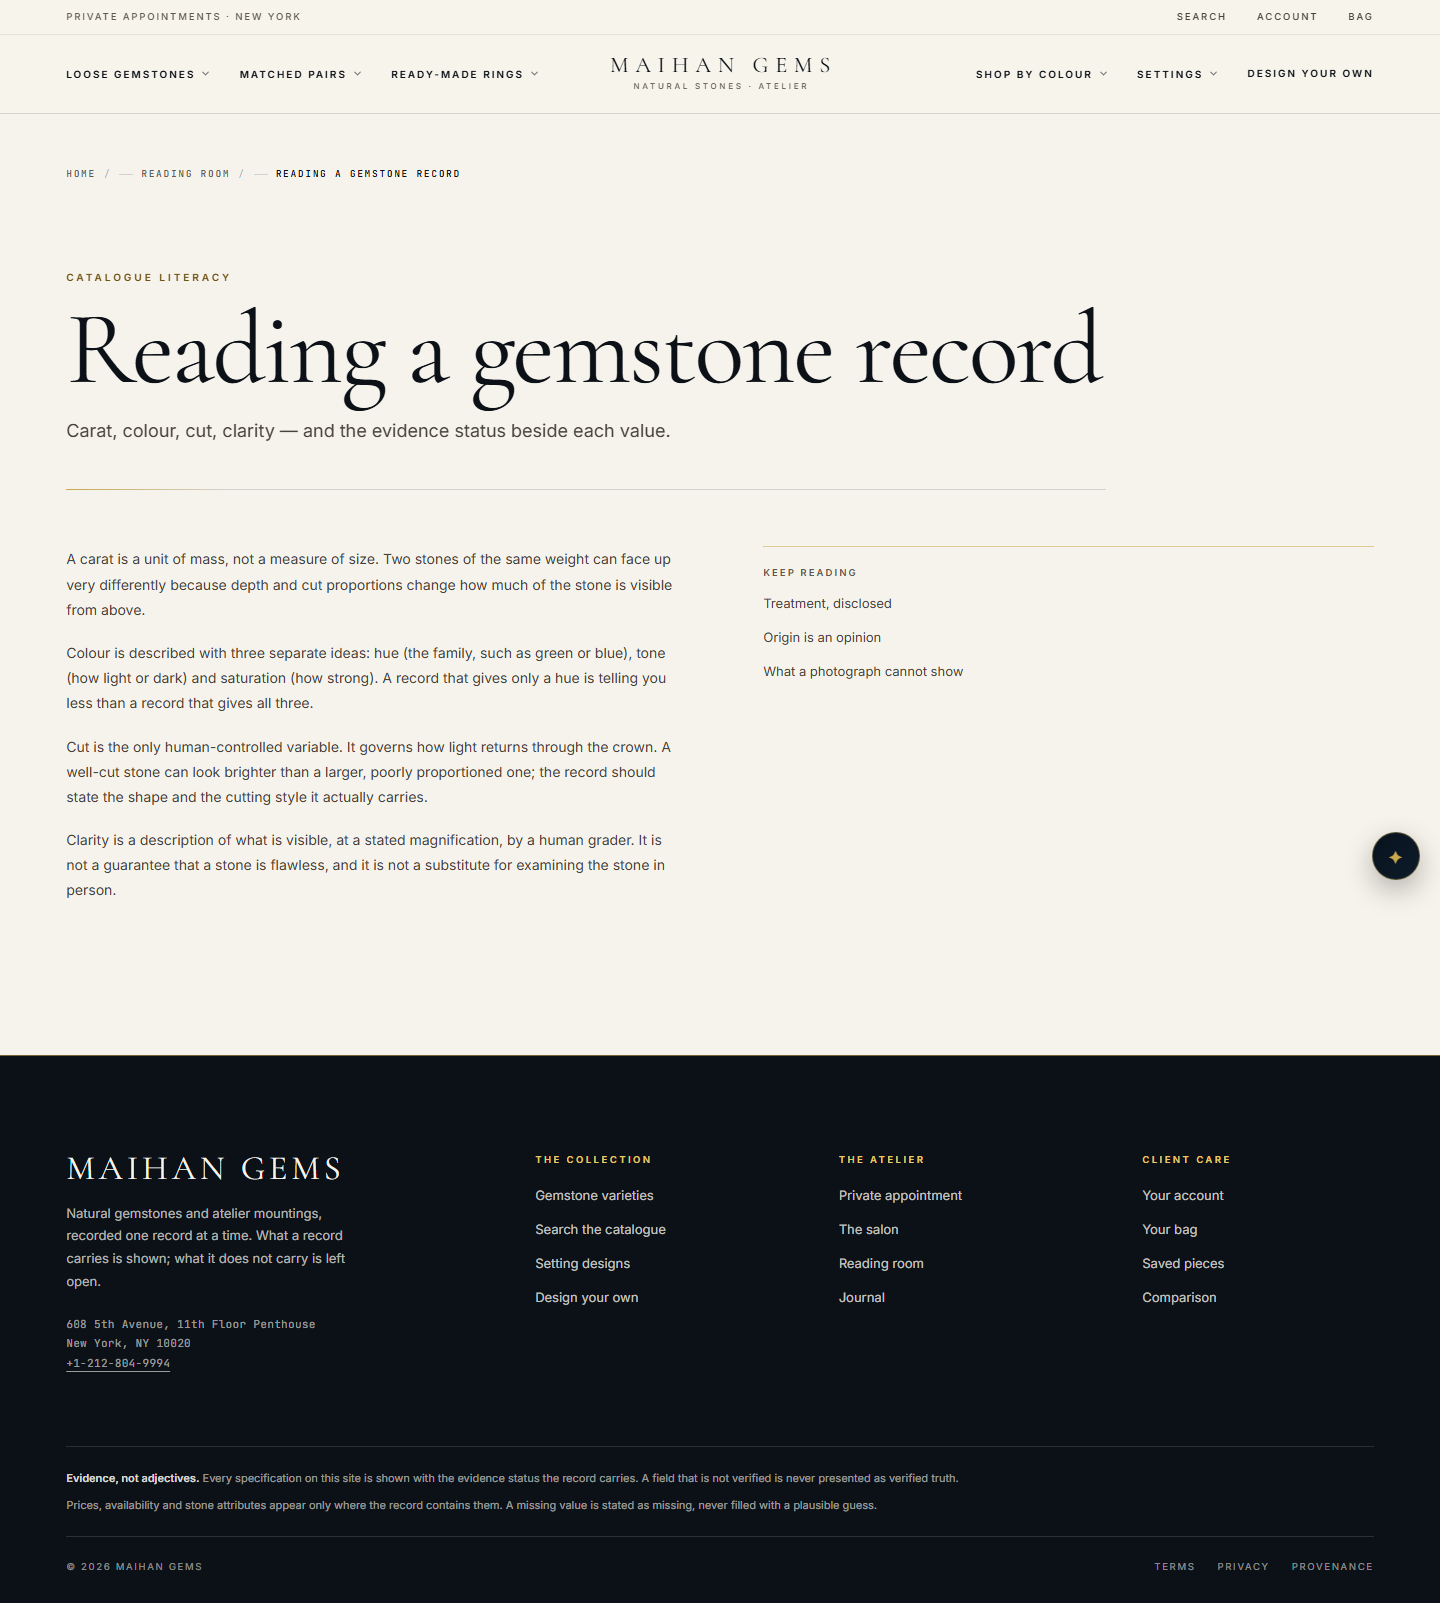 PRIVATE APPOINTMENTS · NEW YORK
SEARCH ACCOUNT BAG
LOOSE GEMSTONES MATCHED PAIRS READY-MADE RINGS
MAIHAN GEMS
NATURAL STONES · ATELIER
SHOP BY COLOUR SETTINGS DESIGN YOUR OWN
HOME / READING ROOM / READING A GEMSTONE RECORD
CATALOGUE LITERACY
Reading a gemstone record
Carat, colour, cut, clarity — and the evidence status beside each value.
A carat is a unit of mass, not a measure of size. Two stones of the same weight can face up
very differently because depth and cut proportions change how much of the stone is visible
from above.
Colour is described with three separate ideas: hue (the family, such as green or blue), tone
(how light or dark) and saturation (how strong). A record that gives only a hue is telling you
less than a record that gives all three.
Cut is the only human-controlled variable. It governs how light returns through the crown. A
well-cut stone can look brighter than a larger, poorly proportioned one; the record should
state the shape and the cutting style it actually carries.
Clarity is a description of what is visible, at a stated magnification, by a human grader. It is
not a guarantee that a stone is flawless, and it is not a substitute for examining the stone in
person.
KEEP READING
Treatment, disclosed
Origin is an opinion
What a photograph cannot show
MAIHAN GEMS
Natural gemstones and atelier mountings,
recorded one record at a time. What a record
carries is shown; what it does not carry is left
open.
608 5th Avenue, 11th Floor Penthouse
New York, NY 10020
+1-212-804-9994
THE COLLECTION
Gemstone varieties
Search the catalogue
Setting designs
Design your own
THE ATELIER
Private appointment
The salon
Reading room
Journal
CLIENT CARE
Your account
Your bag
Saved pieces
Comparison
Evidence, not adjectives. Every specification on this site is shown with the evidence status the record carries. A field that is not verified is never presented as verified truth.
Prices, availability and stone attributes appear only where the record contains them. A missing value is stated as missing, never filled with a plausible guess.
© 2026 MAIHAN GEMS
TERMS PRIVACY PROVENANCE